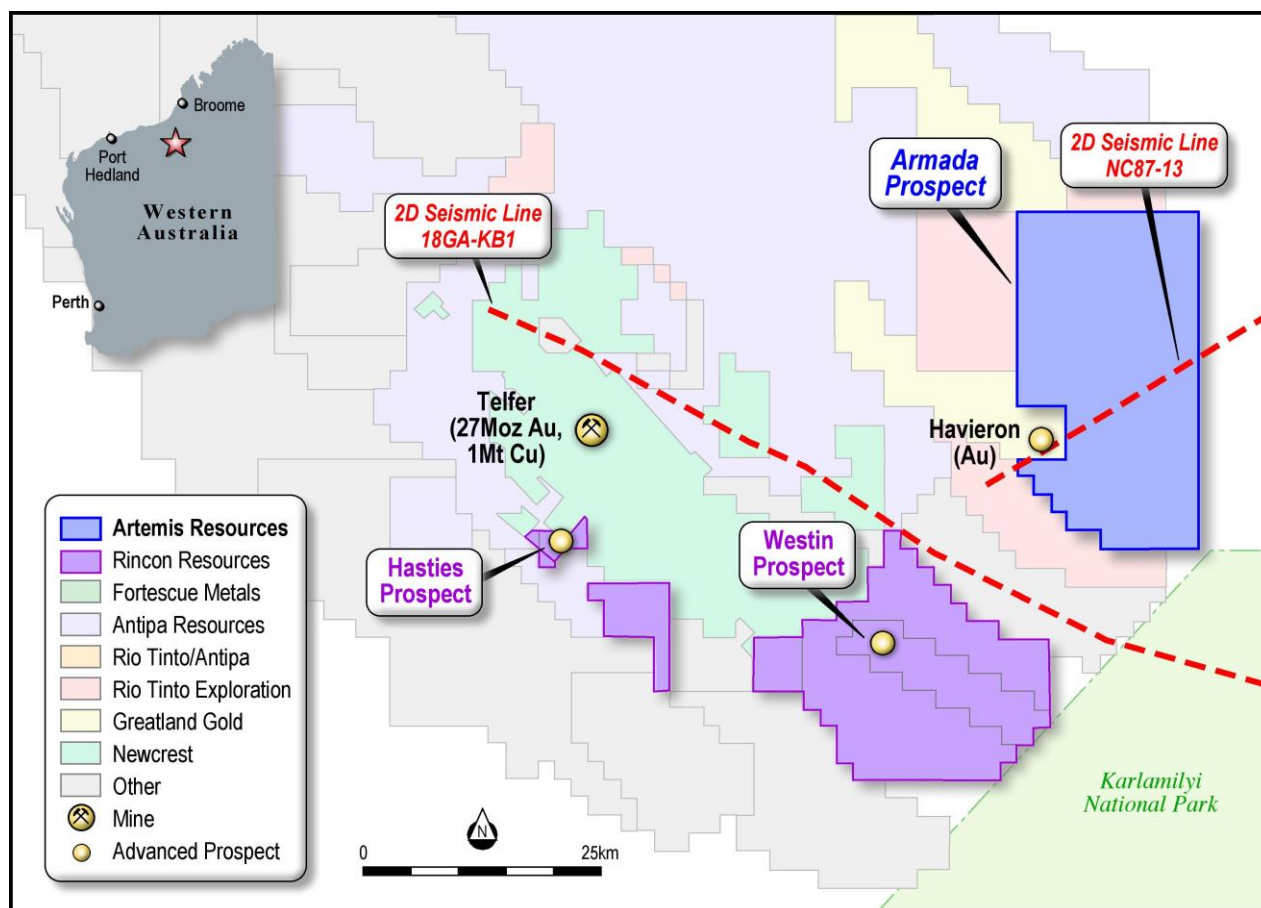 Broome
Port
Hedland
Western
Australia
Perth
2D Seismic Line
18GA-KB1
Armada
Prospect
2D Seismic Line
NC87-13
Telfer
(27Moz Au,
1Mt Cu)
Havieron
(Au)
Hasties
Prospect
Westin
Prospect
Artemis Resources
Rincon Resources
Fortescue Metals
Antipa Resources
Rio Tinto/Antipa
Rio Tinto Exploration
Greatland Gold
Newcrest
Other
Mine
Advanced Prospect
N
0
25km
Karlamilyi
National Park